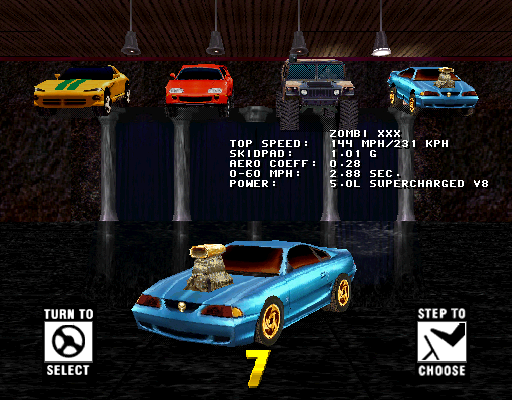 ZOMBI XXX
TOP SPEED: 144 MPH/231 KPH
SKIDPAD: 1.01 G
AERO COEFF: 0.28
0-60 MPH: 2.88 SEC.
POWER: 5.0L SUPERCHARGED V8
TURN TO
SELECT
STEP TO
CHOOSE
7